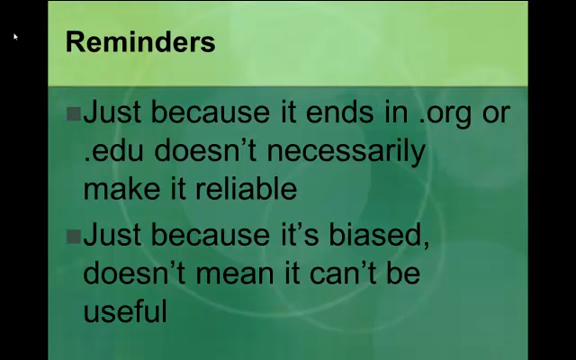 Reminders
Just because it ends in .org or
.edu doesn't necessarily
make it reliable
Just because it's biased,
doesn't mean it can't be
useful